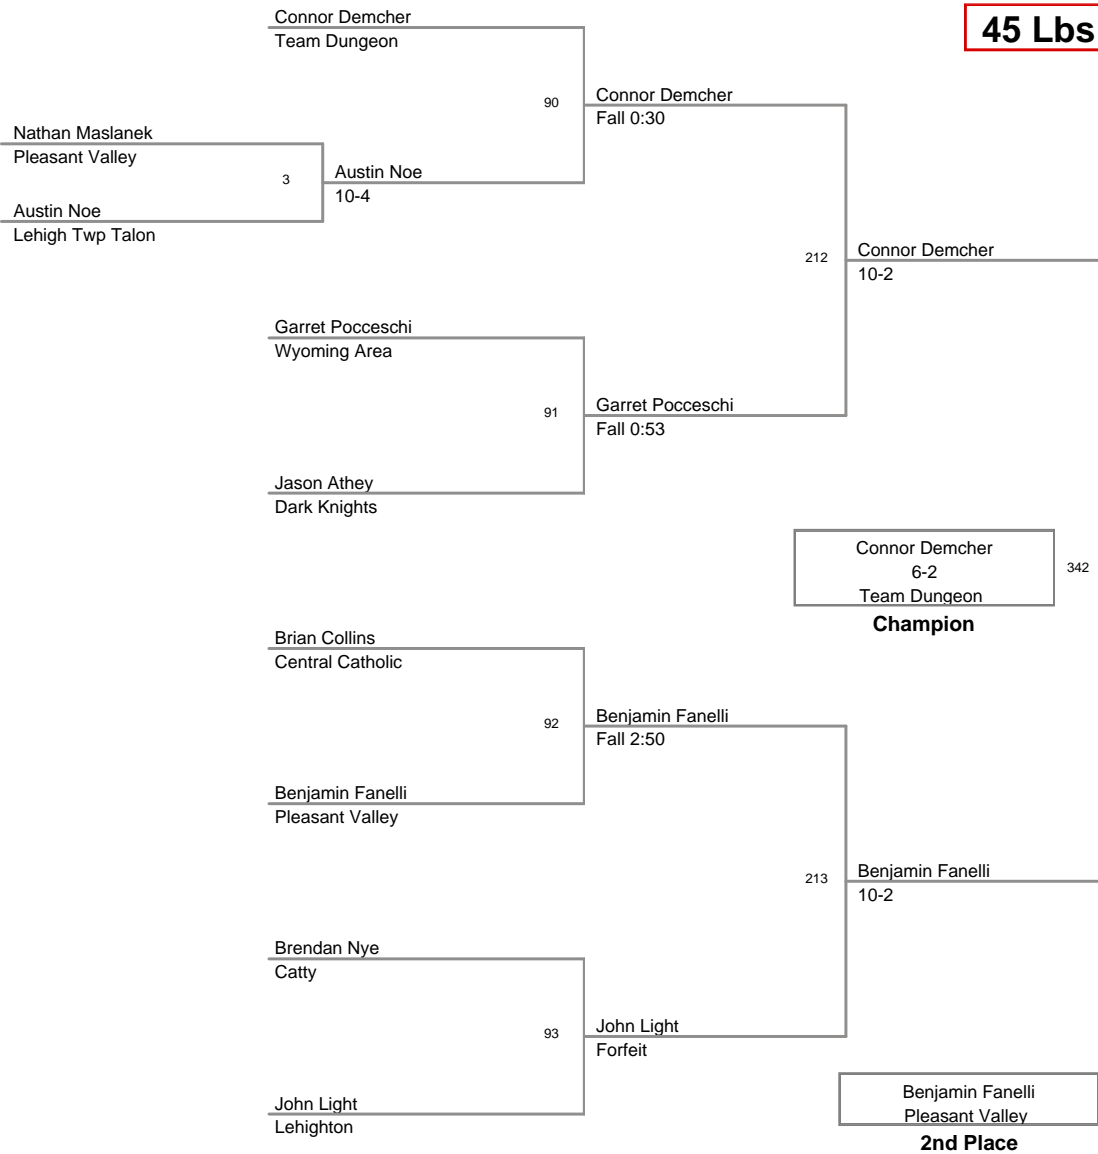 Connor Demcher
Team Dungeon
45 Lbs
90
Connor Demcher
Fall 0:30
Nathan Maslanek
Pleasant Valley
3
Austin Noe
10-4
Austin Noe
Lehigh Twp Talon
212
Connor Demcher
10-2
Garret Pocceschi
Wyoming Area
91
Garret Pocceschi
Fall 0:53
Jason Athey
Dark Knights
Connor Demcher
6-2
Team Dungeon
342
Champion
Brian Collins
Central Catholic
92
Benjamin Fanelli
Fall 2:50
Benjamin Fanelli
Pleasant Valley
213
Benjamin Fanelli
10-2
Brendan Nye
Catty
93
John Light
Forfeit
John Light
Lehighton
Benjamin Fanelli
Pleasant Valley
2nd Place